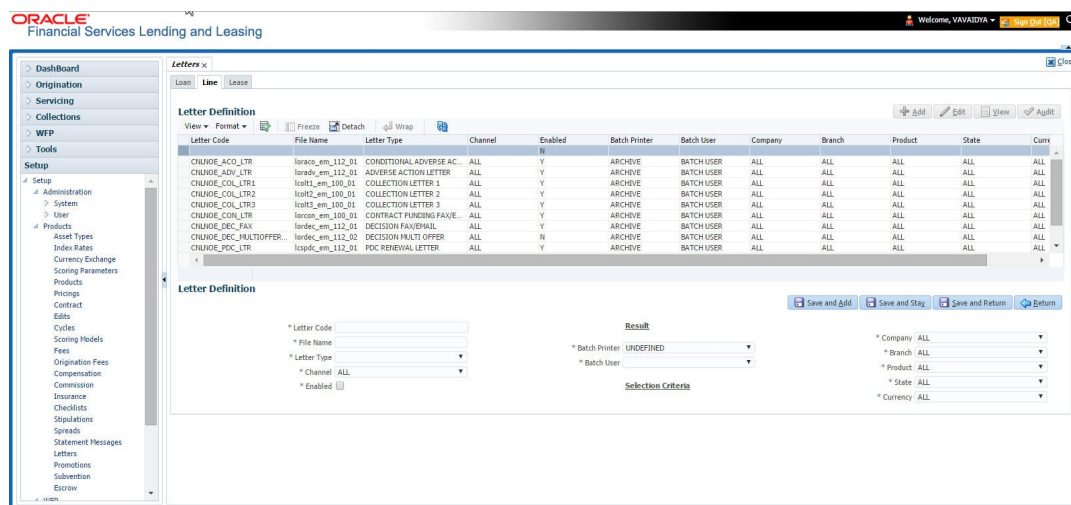 ORACLE
Financial Services Lending and Leasing
Welcome, VAVAIDYA
Sign Out [QA]
DashBoard
Origination
Servicing
Collections
WFP
Tools
Setup
Setup
Administration
System
User
Products
Asset Types
Index Rates
Currency Exchange
Scoring Parameters
Products
Pricings
Contract
Edits
Cycles
Scoring Models
Fees
Origination Fees
Compensation
Commission
Insurance
Checklists
Stipulations
Spreads
Statement Messages
Letters
Promotions
Subvention
Escrow
WFP
Letters x
Clos
Loan Line Lease
Letter Definition
Add Edit View Audit
View Format Freeze Detach Wrap
Letter Code File Name Letter Type Channel Enabled Batch Printer Batch User Company Branch Product State Curre
N
CNLNOE_ACO_LTR loraco_em_112_01 CONDITIONAL ADVERSE AC... ALL Y ARCHIVE BATCH USER ALL ALL ALL ALL ALL
CNLNOE_ADV_LTR loradv_em_112_01 ADVERSE ACTION LETTER ALL Y ARCHIVE BATCH USER ALL ALL ALL ALL ALL
CNLNOE_COL_LTR1 lcolt1_em_100_01 COLLECTION LETTER 1 ALL Y ARCHIVE BATCH USER ALL ALL ALL ALL ALL
CNLNOE_COL_LTR2 lcolt2_em_100_01 COLLECTION LETTER 2 ALL Y ARCHIVE BATCH USER ALL ALL ALL ALL ALL
CNLNOE_COL_LTR3 lcolt3_em_100_01 COLLECTION LETTER 3 ALL Y ARCHIVE BATCH USER ALL ALL ALL ALL ALL
CNLNOE_CON_LTR lorcon_em_100_01 CONTRACT FUNDING FAX/E... ALL Y ARCHIVE BATCH USER ALL ALL ALL ALL ALL
CNLNOE_DEC_FAX lordec_em_112_01 DECISION FAX/EMAIL ALL Y ARCHIVE BATCH USER ALL ALL ALL ALL ALL
CNLNOE_DEC_MULTIOFFER... lordec_em_112_02 DECISION MULTI OFFER ALL N ARCHIVE BATCH USER ALL ALL ALL ALL ALL
CNLNOE_PDC_LTR lcspdc_em_112_01 PDC RENEWAL LETTER ALL Y ARCHIVE BATCH USER ALL ALL ALL ALL ALL
Letter Definition
Save and Add Save and Stay Save and Return Return
* Letter Code
* File Name
* Letter Type
* Channel ALL
* Enabled
Result
* Batch Printer UNDEFINED
* Batch User
Selection Criteria
* Company ALL
* Branch ALL
* Product ALL
* State ALL
* Currency ALL